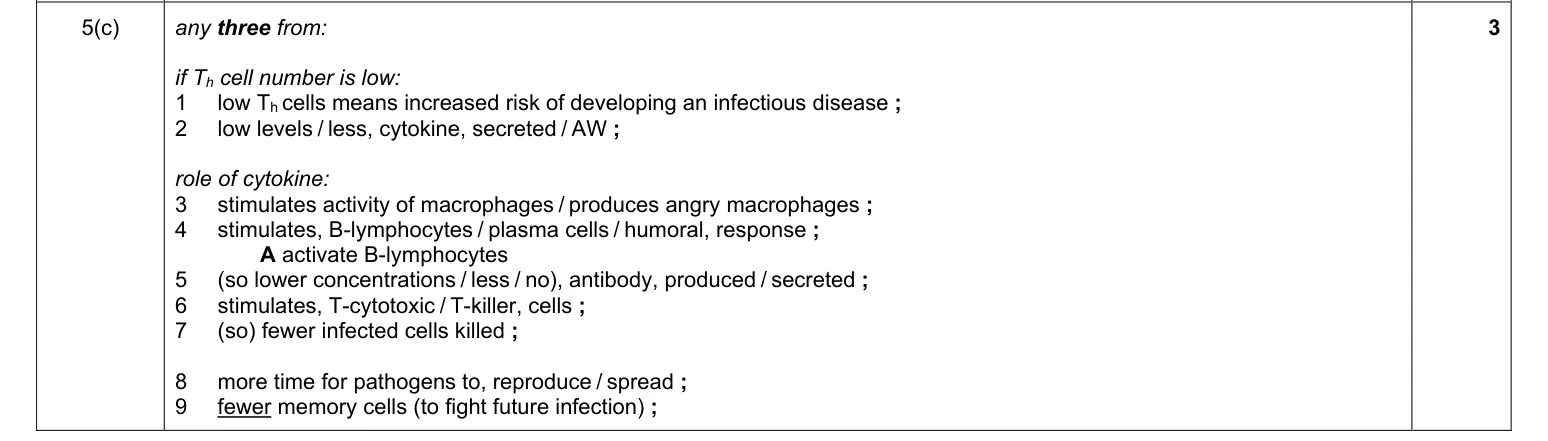 5(c) any three from: 3
if Th cell number is low:
1 low Th cells means increased risk of developing an infectious disease ;
2 low levels / less, cytokine, secreted / AW ;
role of cytokine:
3 stimulates activity of macrophages / produces angry macrophages ;
4 stimulates, B-lymphocytes / plasma cells / humoral, response ;
A activate B-lymphocytes
5 (so lower concentrations / less / no), antibody, produced / secreted ;
6 stimulates, T-cytotoxic / T-killer, cells ;
7 (so) fewer infected cells killed ;
8 more time for pathogens to, reproduce / spread ;
9 fewer memory cells (to fight future infection) ;